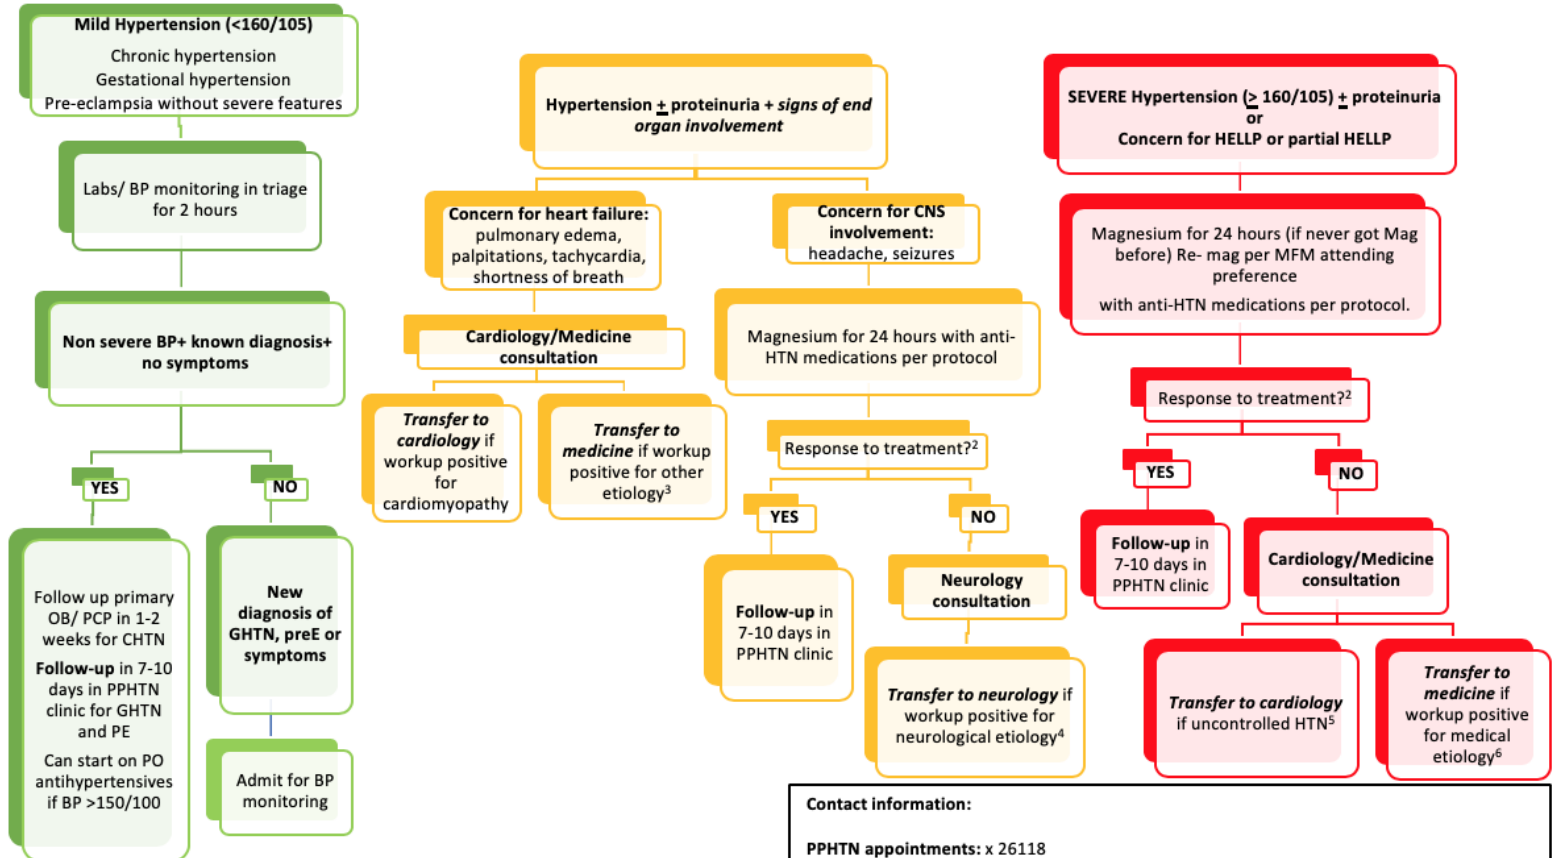 Mild Hypertension (<160/105)
Chronic hypertension
Gestational hypertension
Pre-eclampsia without severe features
Labs/ BP monitoring in triage
for 2 hours
Non severe BP+ known diagnosis+
no symptoms
YES
NO
Follow up primary
OB/ PCP in 1-2
weeks for CHTN
Follow-up in 7-10
days in PPHTN
clinic for GHTN
and PE
Can start on PO
antihypertensives
if BP >150/100
New
diagnosis of
GHTN, preE or
symptoms
Admit for BP
monitoring
Hypertension ± proteinuria + signs of end
organ involvement
Concern for heart failure:
pulmonary edema,
palpitations, tachycardia,
shortness of breath
Cardiology/Medicine
consultation
Transfer to
cardiology if
workup positive
for
cardiomyopathy
Transfer to
medicine if workup
positive for other
etiology³
Concern for CNS
involvement:
headache, seizures
Magnesium for 24 hours with anti-
HTN medications per protocol
Response to treatment?²
YES
NO
Follow-up in
7-10 days in
PPHTN clinic
Neurology
consultation
Transfer to neurology if
workup positive for
neurological etiology⁴
SEVERE Hypertension (≥ 160/105) ± proteinuria
or
Concern for HELLP or partial HELLP
Magnesium for 24 hours (if never got Mag
before) Re- mag per MFM attending
preference
with anti-HTN medications per protocol.
Response to treatment?²
YES
NO
Follow-up in
7-10 days in
PPHTN clinic
Cardiology/Medicine
consultation
Transfer to cardiology
if uncontrolled HTN⁵
Transfer to
medicine if
workup positive
for medical
etiology⁶
Contact information:
PPHTN appointments: x 26118